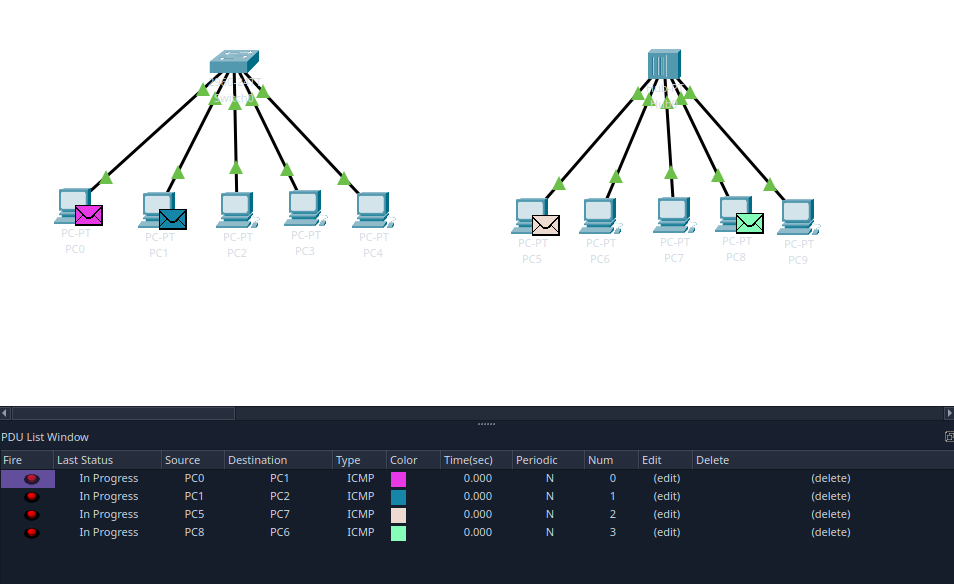 PC-PT
PC0
PC-PT
PC1
PC-PT
PC2
PC-PT
PC3
PC-PT
PC4
PC-PT
PC5
PC-PT
PC6
PC-PT
PC7
PC-PT
PC8
PC-PT
PC9
PDU List Window
Fire Last Status Source Destination Type Color Time(sec) Periodic Num Edit Delete
In Progress PC0 PC1 ICMP 0.000 N 0 (edit) (delete)
In Progress PC1 PC2 ICMP 0.000 N 1 (edit) (delete)
In Progress PC5 PC7 ICMP 0.000 N 2 (edit) (delete)
In Progress PC8 PC6 ICMP 0.000 N 3 (edit) (delete)